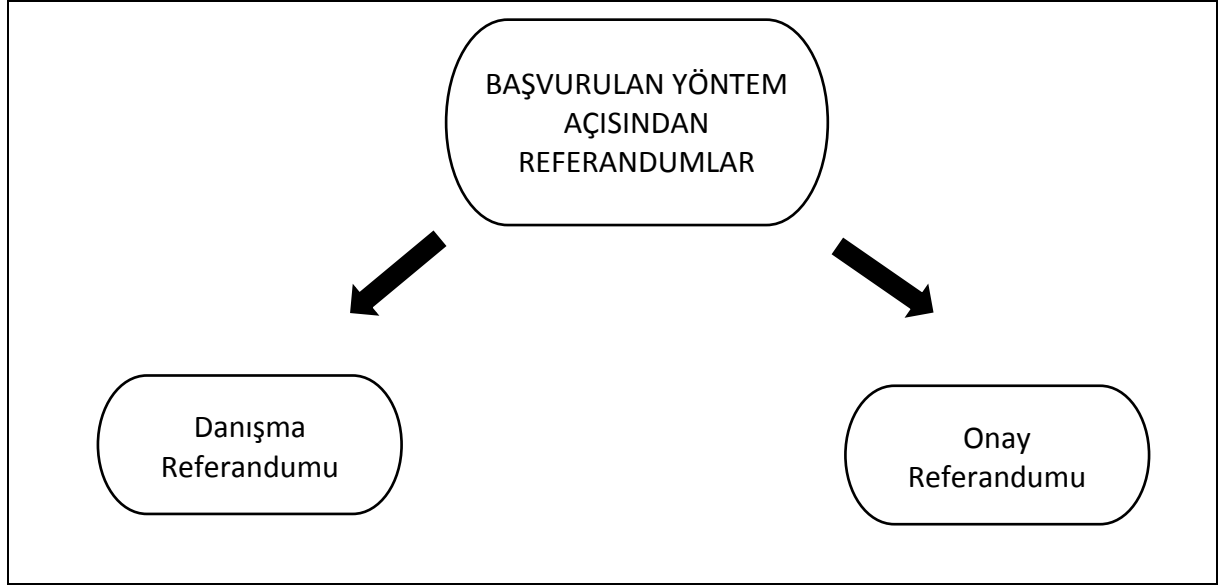 BAŞVURULAN YÖNTEM
AÇISINDAN
REFERANDUMLAR
Danışma
Referandumu
Onay
Referandumu